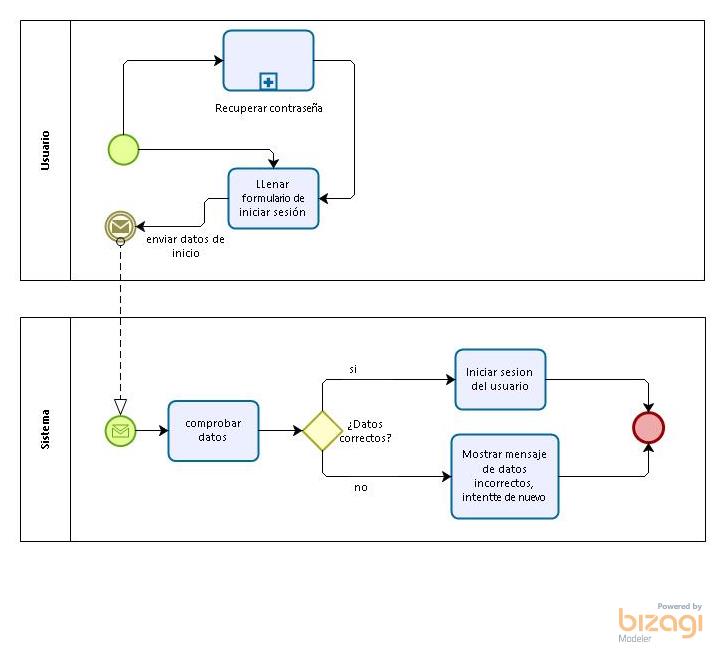 Usuario
Recuperar contraseña
LLenar
formulario de
iniciar sesión
enviar datos de
inicio
Sistema
comprobar
datos
¿Datos
correctos?
si
no
Iniciar sesion
del usuario
Mostrar mensaje
de datos
incorrectos,
intentte de nuevo
Powered by
bizagi
Modeler